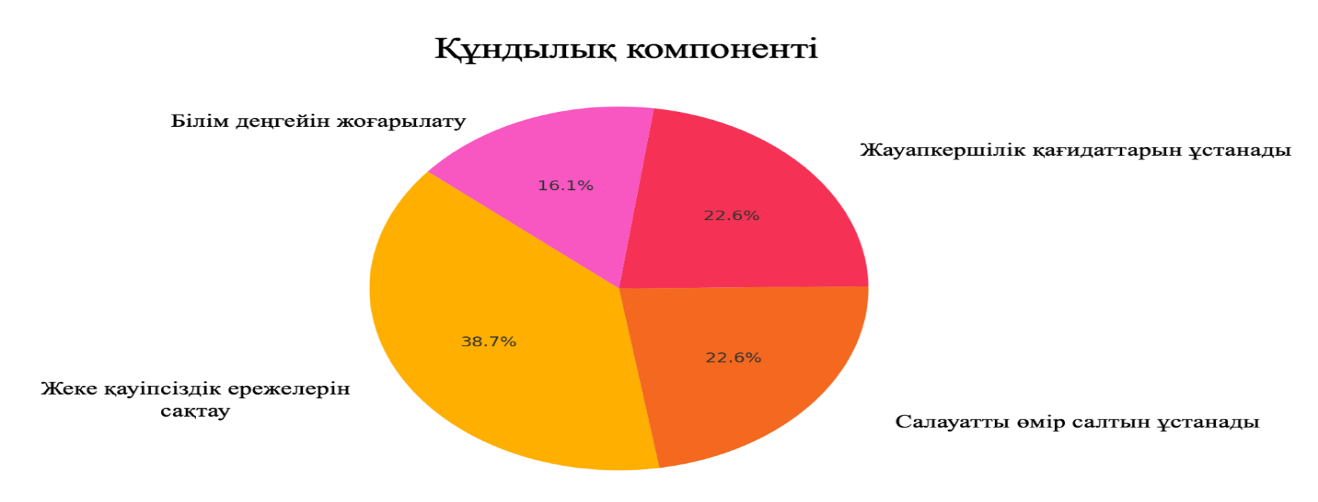 Құндылық компоненті
Білім деңгейін жоғарылату
Жауапкершілік қағидаттарын ұстанады
16.1%
22.6%
38.7%
22.6%
Жеке қауіпсіздік ережелерін
сақтау
Салауатты өмір салтын ұстанады